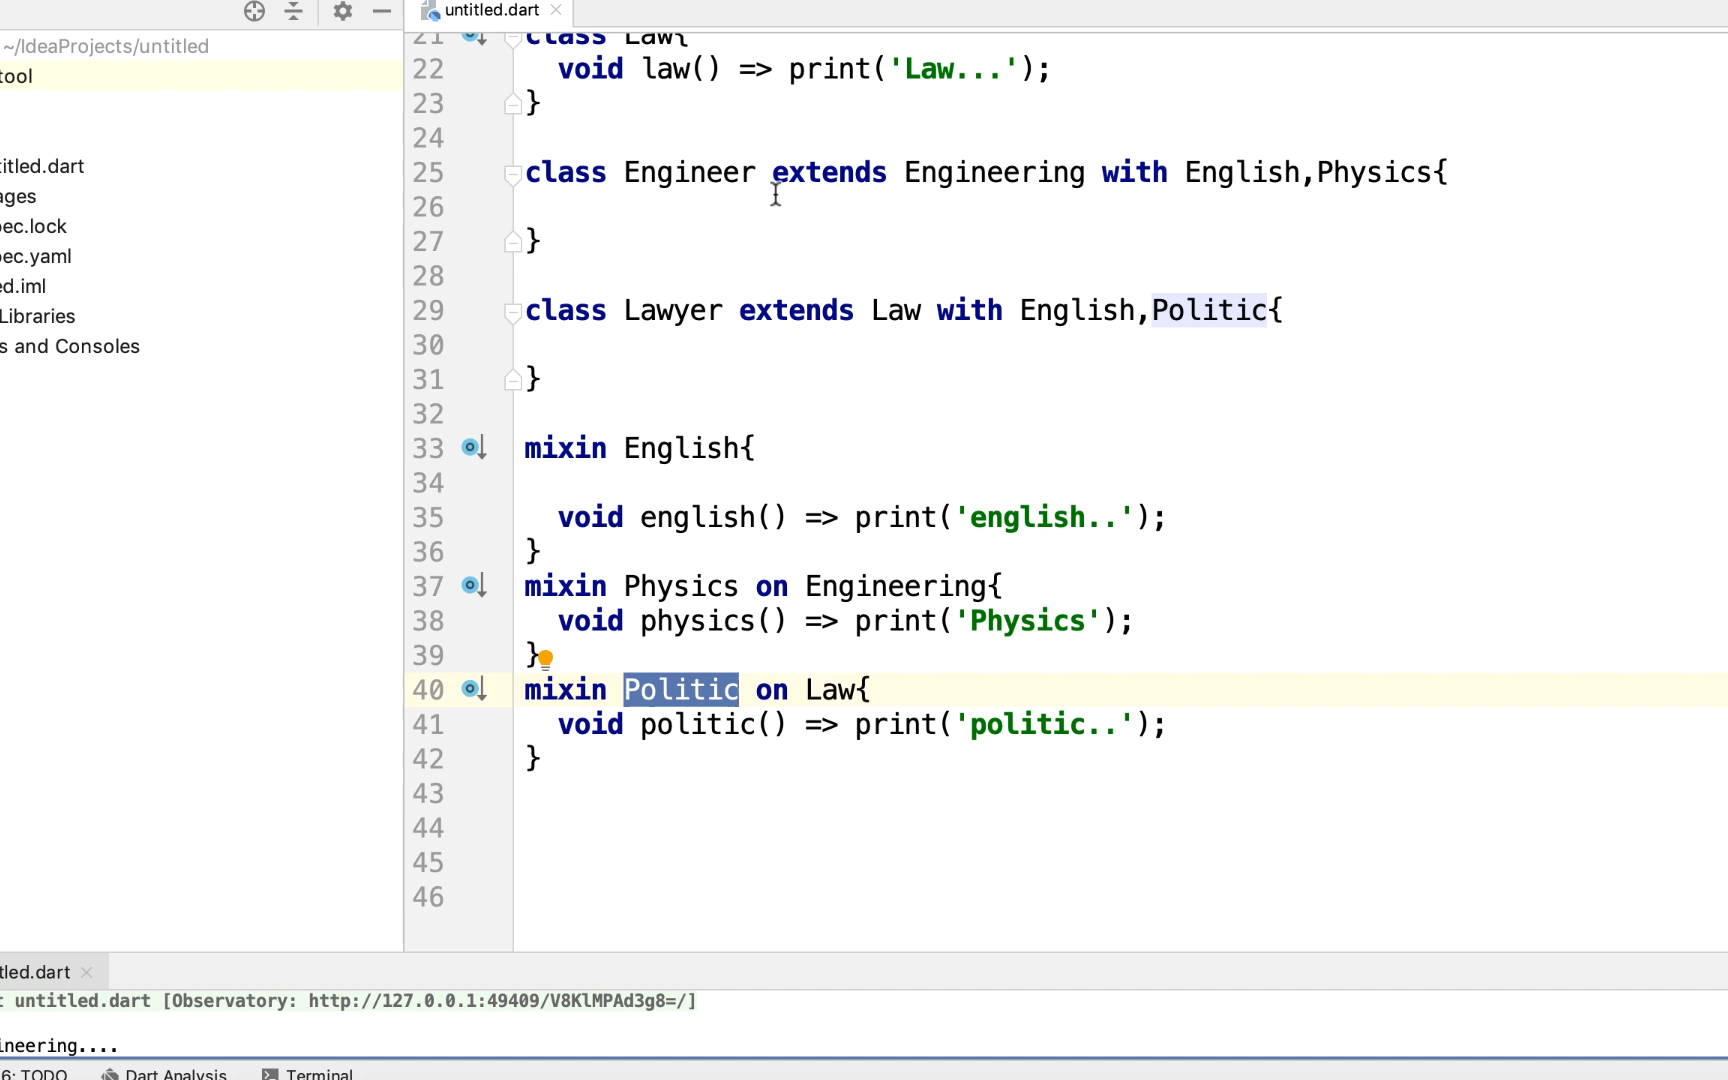 untitled.dart
~/IdeaProjects/untitled
tool
titled.dart
ages
ec.lock
ec.yaml
ed.iml
Libraries
s and Consoles
21 class Law{
22 void law() => print('Law...');
23 }
24
25 class Engineer extends Engineering with English,Physics{
26
27 }
28
29 class Lawyer extends Law with English,Politic{
30
31 }
32
33 mixin English{
34
35 void english() => print('english..');
36 }
37 mixin Physics on Engineering{
38 void physics() => print('Physics');
39 }
40 mixin Politic on Law{
41 void politic() => print('politic..');
42 }
43
44
45
46
tled.dart
untitled.dart [Observatory: http://127.0.0.1:49409/V8KlMPAd3g8=/]
ineering....
6: TODO Dart Analysis Terminal